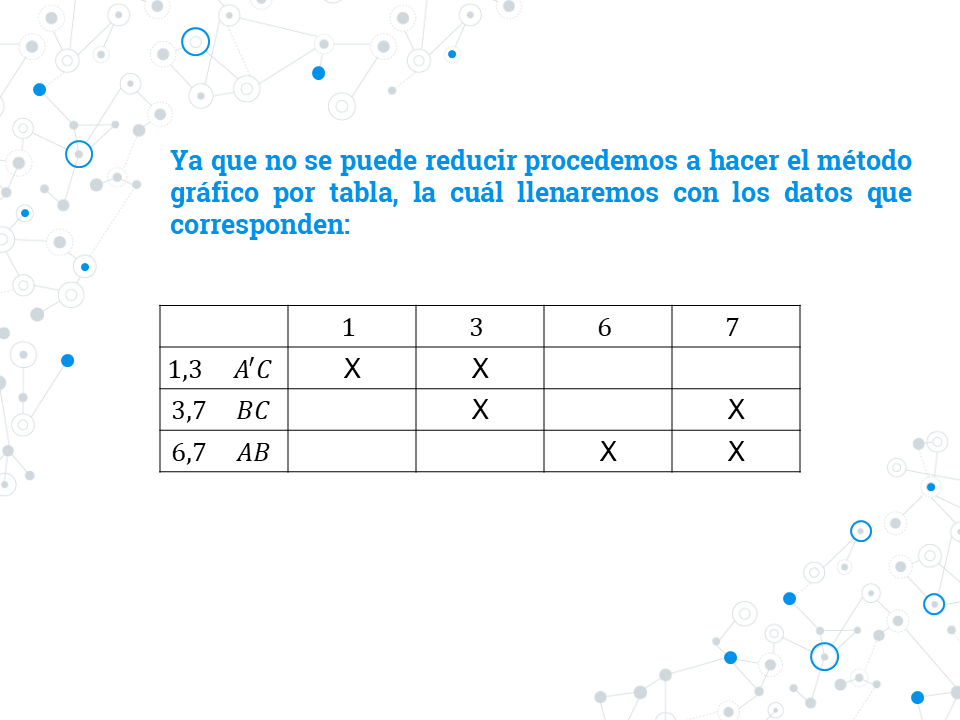 Ya que no se puede reducir procedemos a hacer el método
gráfico por tabla, la cuál llenaremos con los datos que
corresponden:
1 3 6 7
1,3 A′C X X
3,7 BC X X
6,7 AB X X